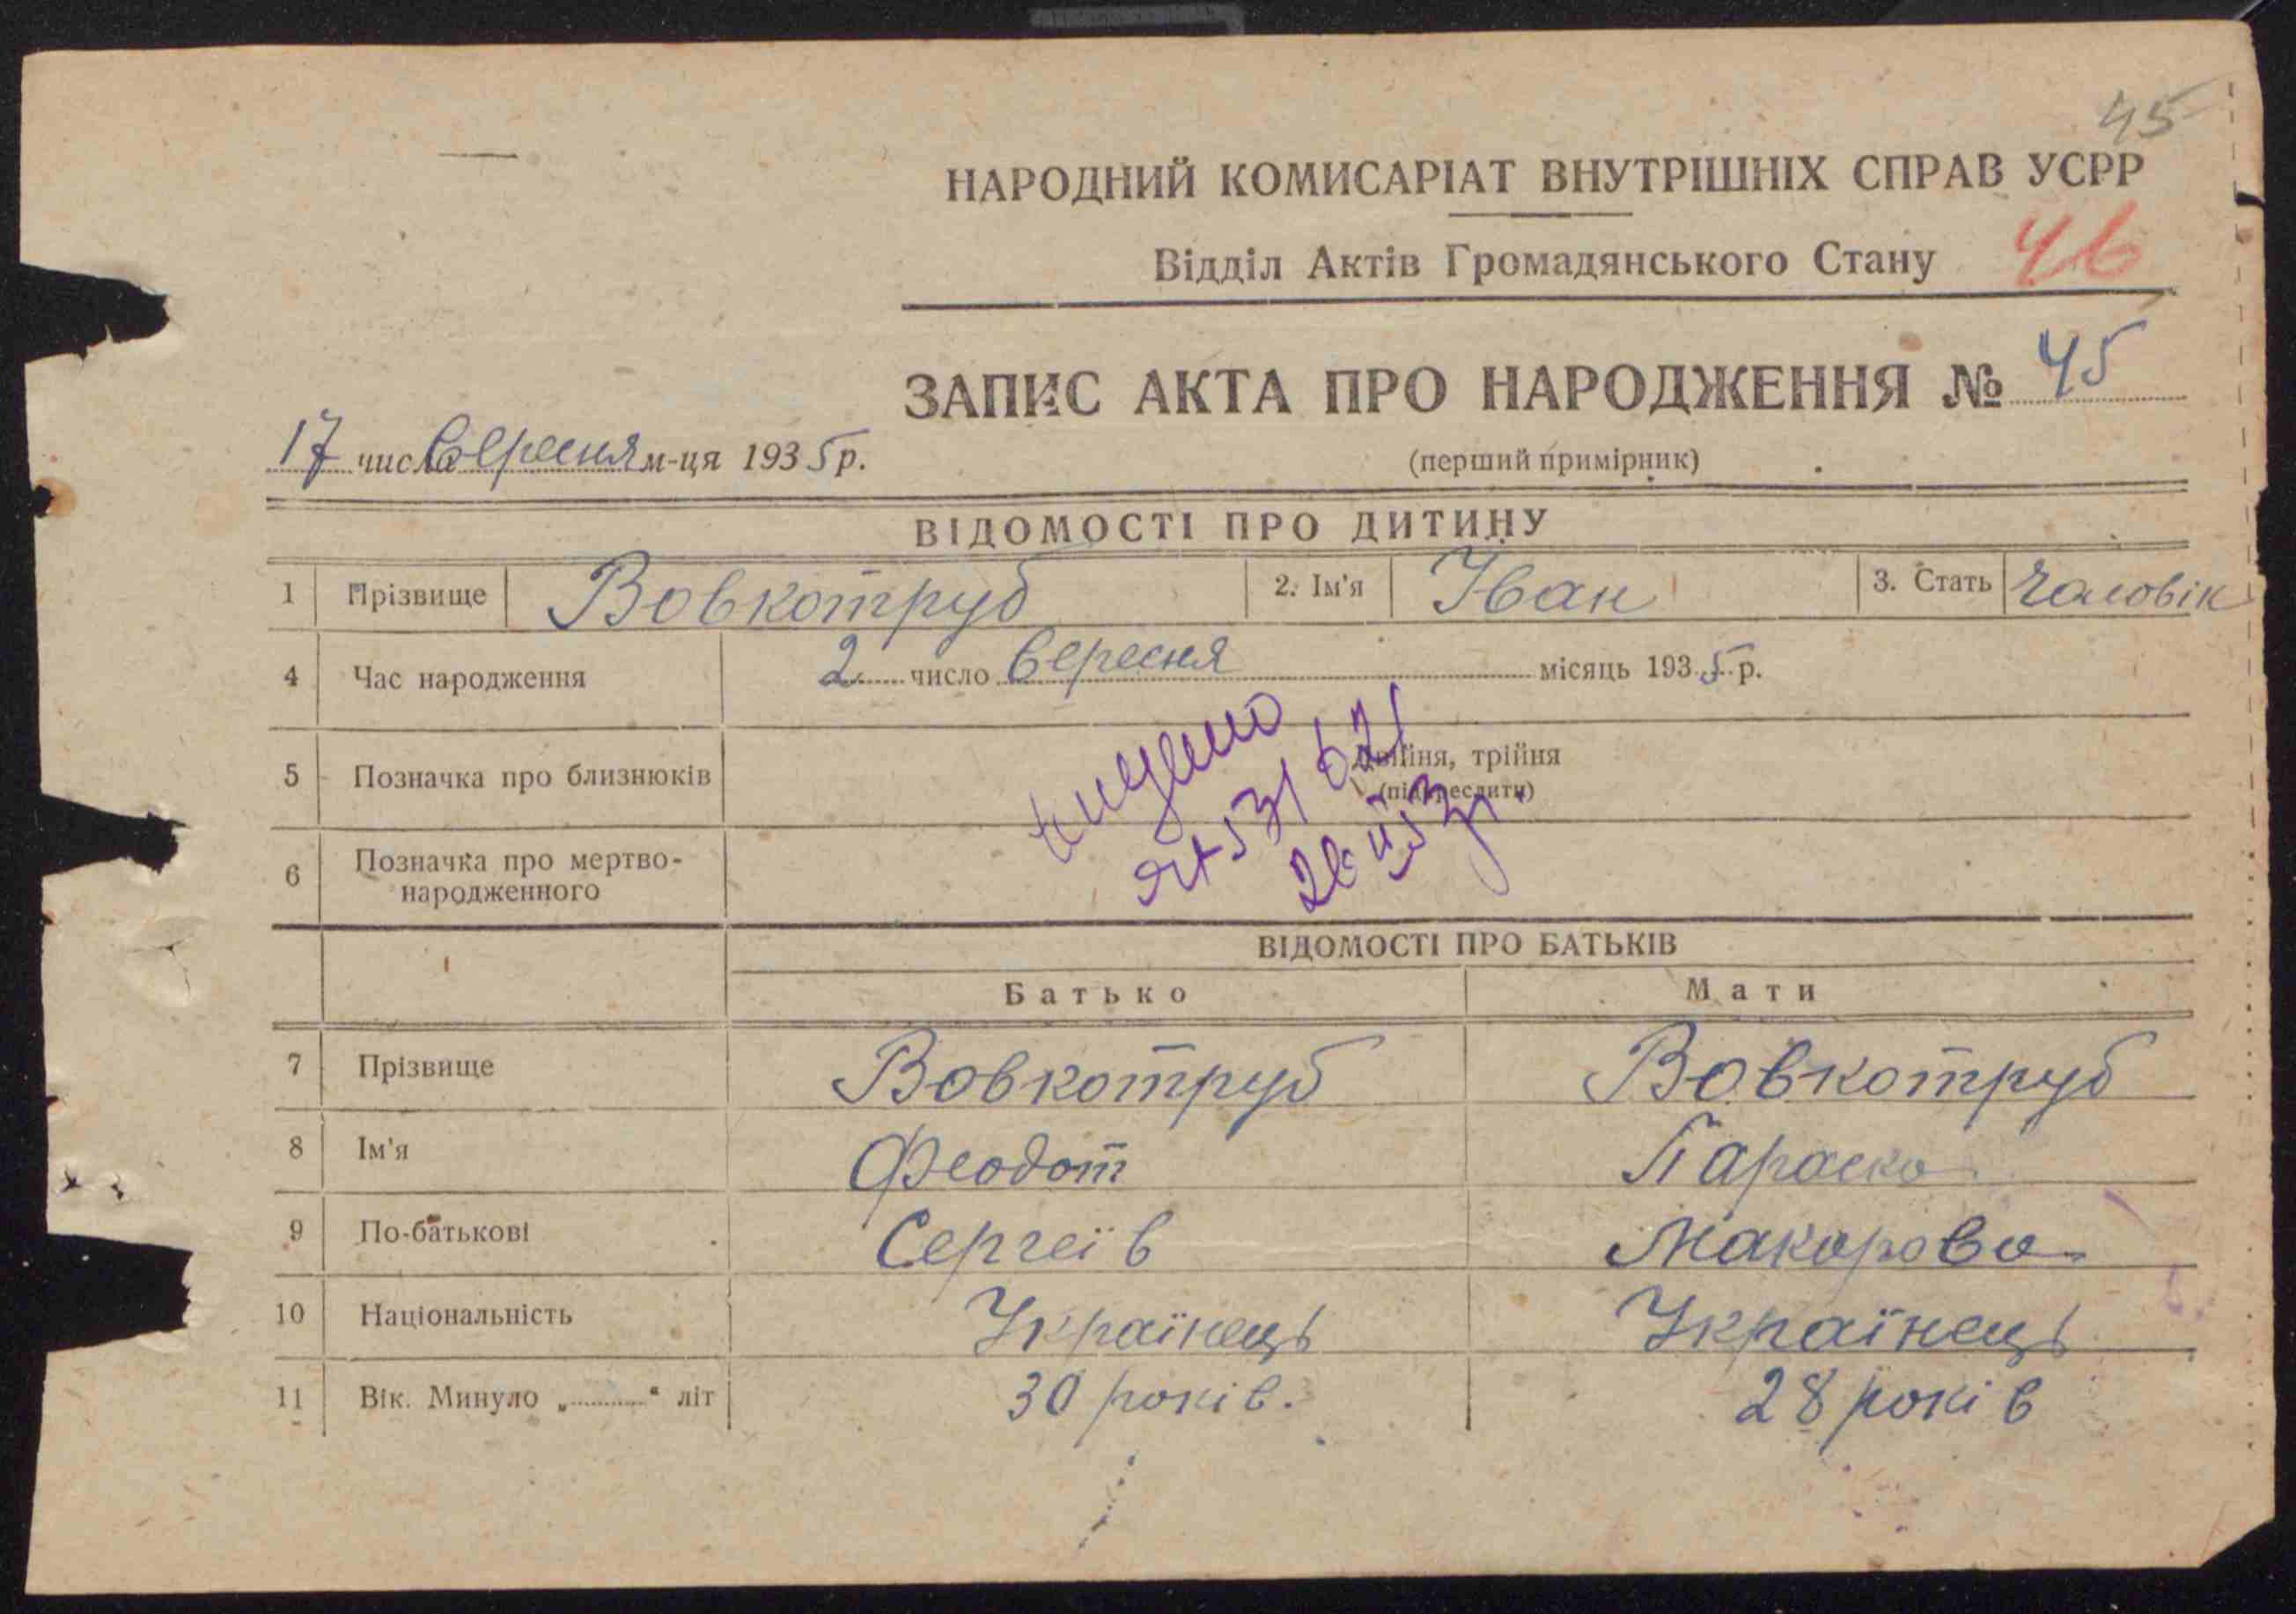 45
НАРОДНИЙ КОМИСАРІАТ ВНУТРІШНІХ СПРАВ УСРР
Відділ Актів Громадянського Стану 46
ЗАПИС АКТА ПРО НАРОДЖЕННЯ № 45
17 числа вересня м-ця 1935 р.
(перший примірник)
ВІДОМОСТІ ПРО ДИТИНУ
1 Прізвище Вовкотруб 2. Ім'я Іван 3. Стать Чоловік
4 Час народження 2 число вересня місяць 1935 р.
5 Позначка про близнюків Двійня, трійня
(підкреслити)
6 Позначка про мертво-
народженного
ВІДОМОСТІ ПРО БАТЬКІВ
Батько Мати
7 Прізвище Вовкотруб Вовкотруб
8 Ім'я Феодот Параска
9 По-батькові Сергеїв Макарова
10 Національність Українець Українець
11 Вік. Минуло „............“ літ 30 років. 28 років